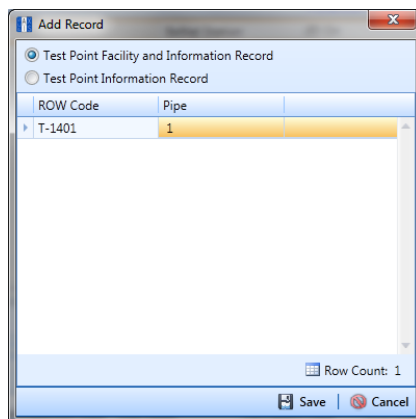 Add Record
Test Point Facility and Information Record
Test Point Information Record
ROW Code Pipe
T-1401 1
Row Count: 1
Save Cancel